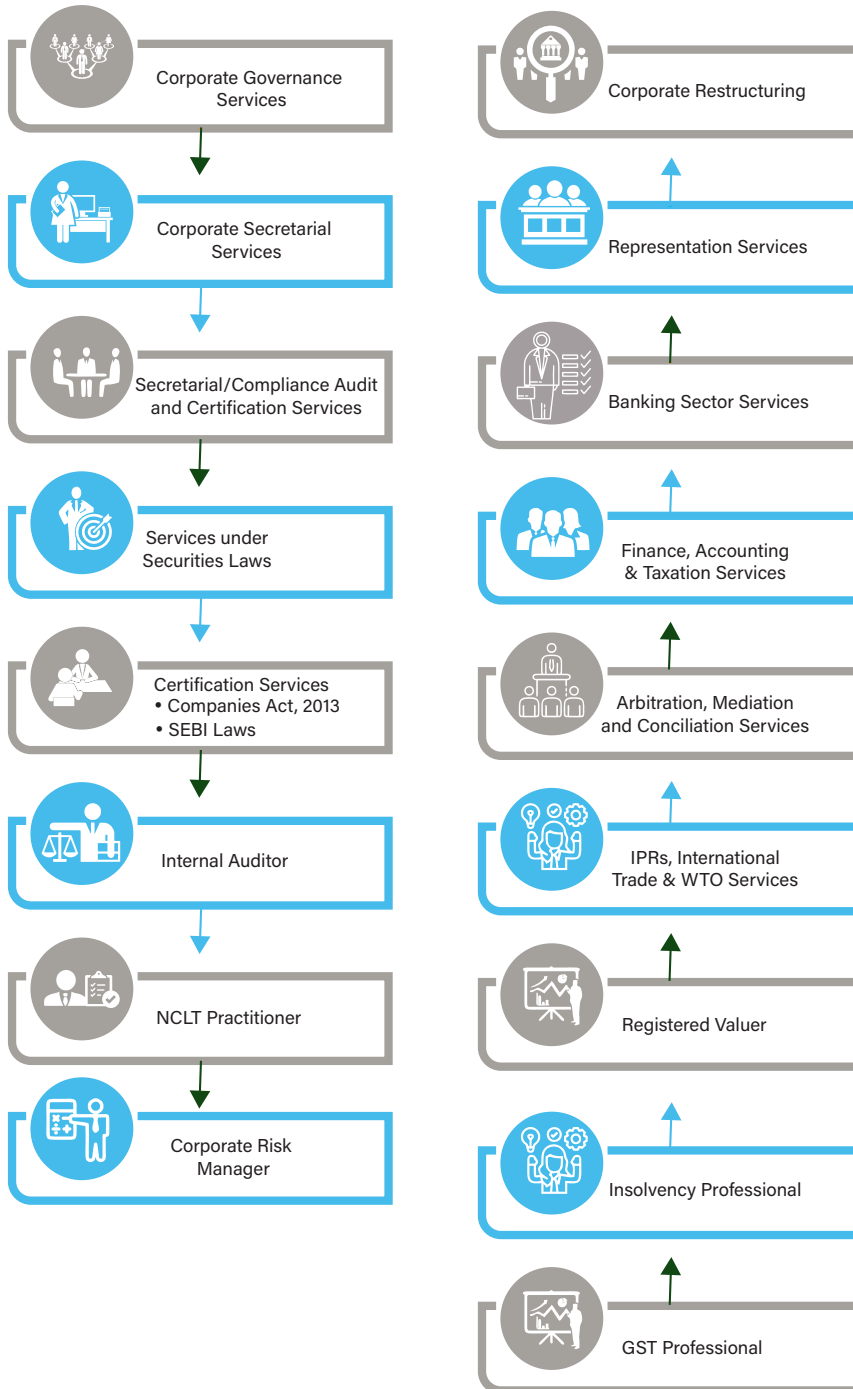 Corporate Governance
Services
Corporate Secretarial
Services
Secretarial/Compliance Audit
and Certification Services
Services under
Securities Laws
Certification Services
• Companies Act, 2013
• SEBI Laws
Internal Auditor
NCLT Practitioner
Corporate Risk
Manager
Corporate Restructuring
Representation Services
Banking Sector Services
Finance, Accounting
& Taxation Services
Arbitration, Mediation
and Conciliation Services
IPRs, International
Trade & WTO Services
Registered Valuer
Insolvency Professional
GST Professional